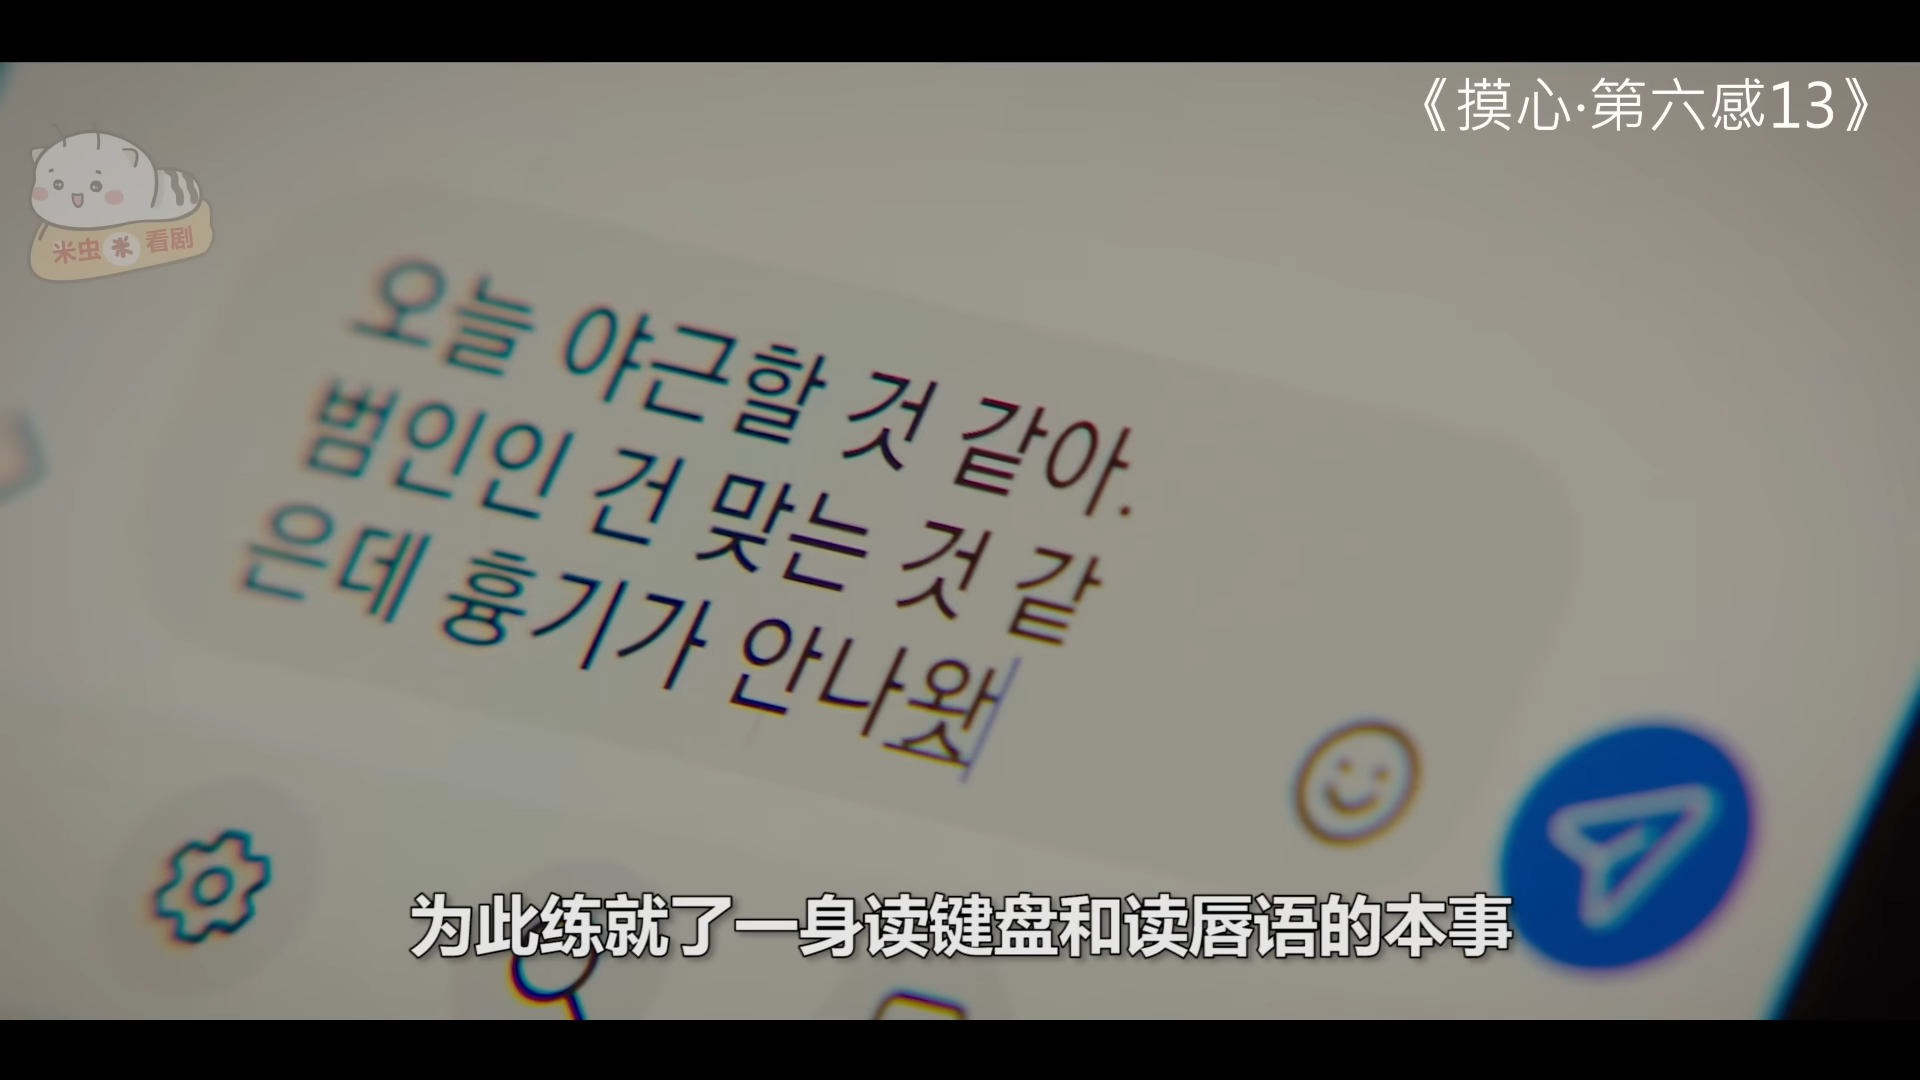 《摸心·第六感13》
米虫 米 看剧
오늘 야근할 것 같아.
범인인 건 맞는 것 같
은데 흉기가 안나왓
为此练就了一身读键盘和读唇语的本事